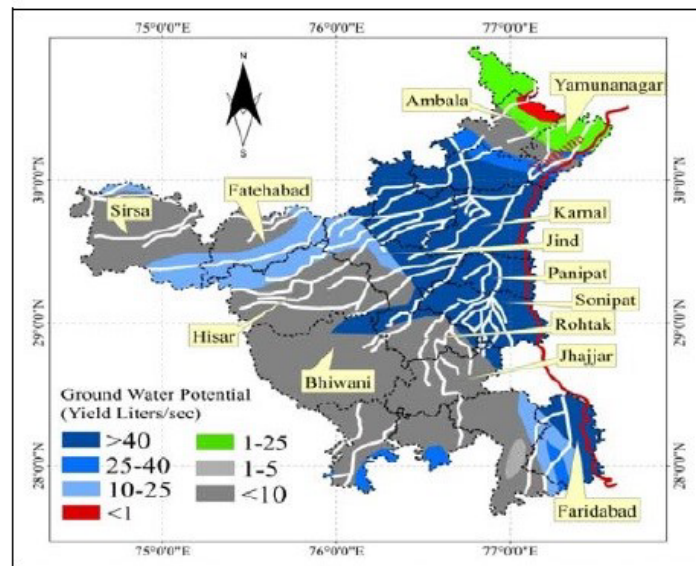 75°0'0"E 76°0'0"E 77°0'0"E
N
S
Ambala
Yamunanagar
30°0'0"N
30°0'0"N
Sirsa
Fatehabad
Karnal
Jind
Panipat
Sonipat
29°0'0"N
29°0'0"N
Hisar
Rohtak
Jhajjar
Bhiwani
Ground Water Potential
(Yield Liters/sec)
>40 1-25
25-40 1-5
10-25 <10
<1
28°0'0"N
28°0'0"N
Faridabad
75°0'0"E 76°0'0"E 77°0'0"E